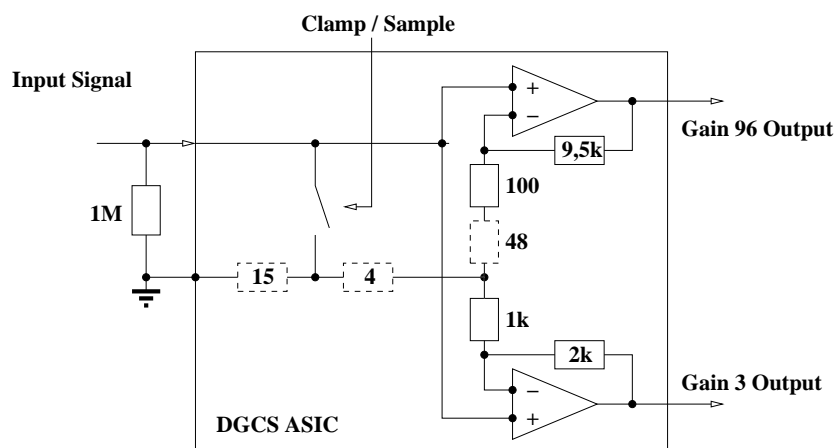 Clamp / Sample
Input Signal
+
−
Gain 96 Output
9,5k
100
1M
48
15
4
1k
2k
Gain 3 Output
−
+
DGCS ASIC